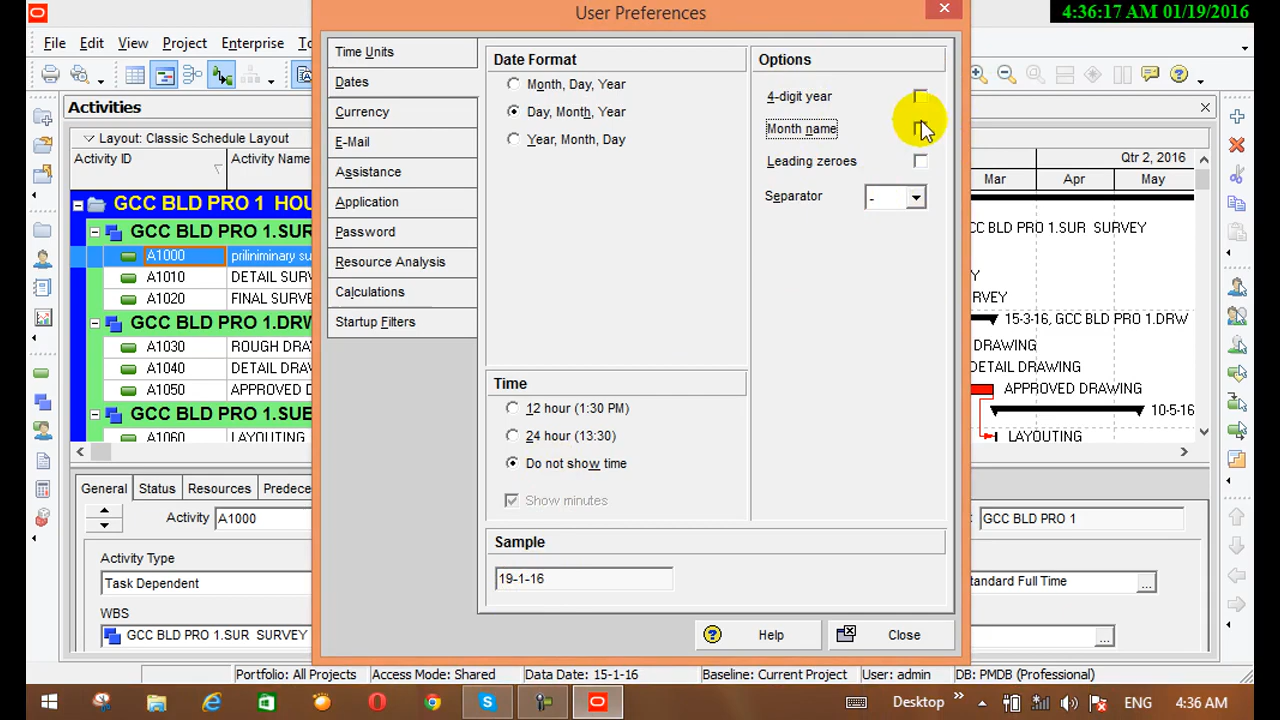 User Preferences
4:36:17 AM 01/19/2016
File Edit View Project Enterprise
Activities
Layout: Classic Schedule Layout
Activity ID Activity Name
Qtr 2, 2016
Mar Apr May
GCC BLD PRO 1 HOU
GCC BLD PRO 1.SUR
A1000 priliminiary su
A1010 DETAIL SURV
A1020 FINAL SURVE
GCC BLD PRO 1.DRW
A1030 ROUGH DRA
A1040 DETAIL DRAW
A1050 APPROVED D
GCC BLD PRO 1.SUB
A1060 LAYOUTING
CC BLD PRO 1.SUR SURVEY
RVEY
15-3-16, GCC BLD PRO 1.DRW
DRAWING
DETAIL DRAWING
APPROVED DRAWING
10-5-16
LAYOUTING
Time Units
Dates
Currency
E-Mail
Assistance
Application
Password
Resource Analysis
Calculations
Startup Filters
Date Format
Month, Day, Year
Day, Month, Year
Year, Month, Day
Options
4-digit year
Month name
Leading zeroes
Separator -
Time
12 hour (1:30 PM)
24 hour (13:30)
Do not show time
Show minutes
Sample
19-1-16
Help Close
General Status Resources Predece
Activity A1000
GCC BLD PRO 1
Activity Type
Task Dependent
tandard Full Time ...
WBS
GCC BLD PRO 1.SUR SURVEY
...
Portfolio: All Projects Access Mode: Shared Data Date: 15-1-16 Baseline: Current Project User: admin DB: PMDB (Professional)
Desktop ENG 4:36 AM